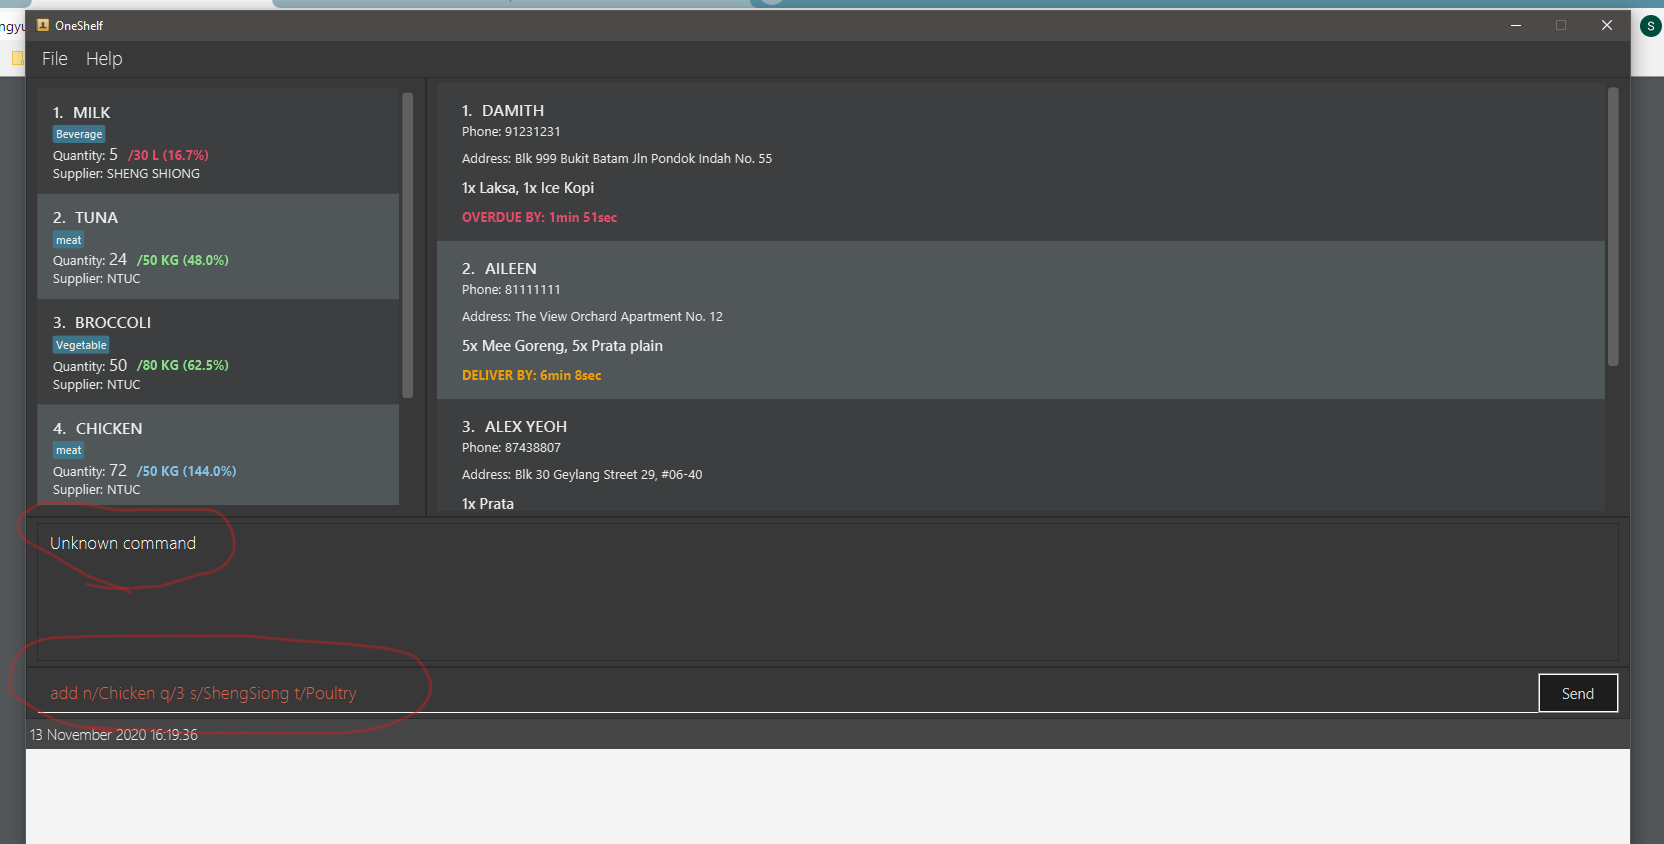 ngyu
OneShelf
S
File Help
1. MILK
Beverage
Quantity: 5 /30 L (16.7%)
Supplier: SHENG SHIONG
2. TUNA
meat
Quantity: 24 /50 KG (48.0%)
Supplier: NTUC
3. BROCCOLI
Vegetable
Quantity: 50 /80 KG (62.5%)
Supplier: NTUC
4. CHICKEN
meat
Quantity: 72 /50 KG (144.0%)
Supplier: NTUC
1. DAMITH
Phone: 91231231
Address: Blk 999 Bukit Batam Jln Pondok Indah No. 55
1x Laksa, 1x Ice Kopi
OVERDUE BY: 1min 51sec
2. AILEEN
Phone: 81111111
Address: The View Orchard Apartment No. 12
5x Mee Goreng, 5x Prata plain
DELIVER BY: 6min 8sec
3. ALEX YEOH
Phone: 87438807
Address: Blk 30 Geylang Street 29, #06-40
1x Prata
Unknown command
add n/Chicken q/3 s/ShengSiong t/Poultry
Send
13 November 2020 16:19:36